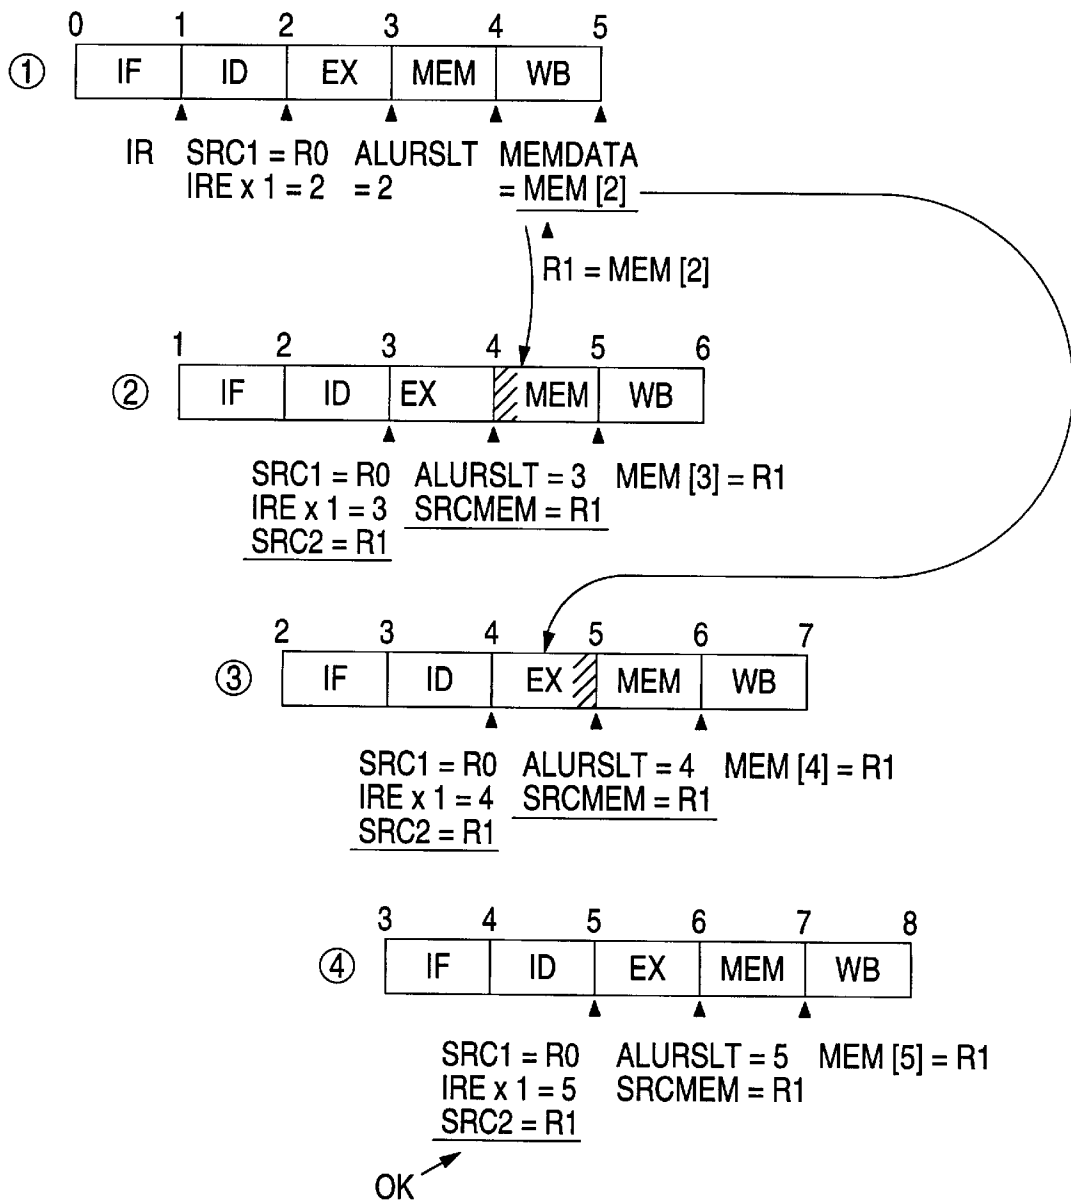 0 1 2 3 4 5
① IF ID EX MEM WB
IR SRC1 = R0 ALURSLT MEMDATA
IRE x 1 = 2 = 2 = MEM [2]
R1 = MEM [2]
1 2 3 4 5 6
② IF ID EX MEM WB
SRC1 = R0 ALURSLT = 3 MEM [3] = R1
IRE x 1 = 3 SRCMEM = R1
SRC2 = R1
2 3 4 5 6 7
③ IF ID EX MEM WB
SRC1 = R0 ALURSLT = 4 MEM [4] = R1
IRE x 1 = 4 SRCMEM = R1
SRC2 = R1
3 4 5 6 7 8
④ IF ID EX MEM WB
SRC1 = R0 ALURSLT = 5 MEM [5] = R1
IRE x 1 = 5 SRCMEM = R1
SRC2 = R1
OK